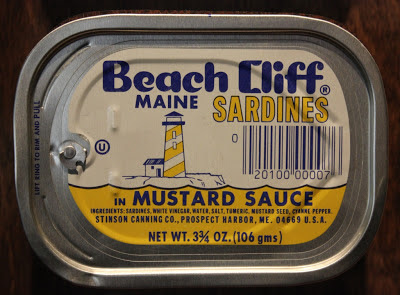 Beach Cliff®
MAINE SARDINES
LIFT RING TO RIM AND PULL
U
0
20100 00007
IN MUSTARD SAUCE
INGREDIENTS: SARDINES, WHITE VINEGAR, WATER, SALT, TUMERIC, MUSTARD SEED, CYANNE PEPPER.
STINSON CANNING CO., PROSPECT HARBOR, ME. 04669 U.S.A.
NET WT. 3¾ OZ. (106 gms)